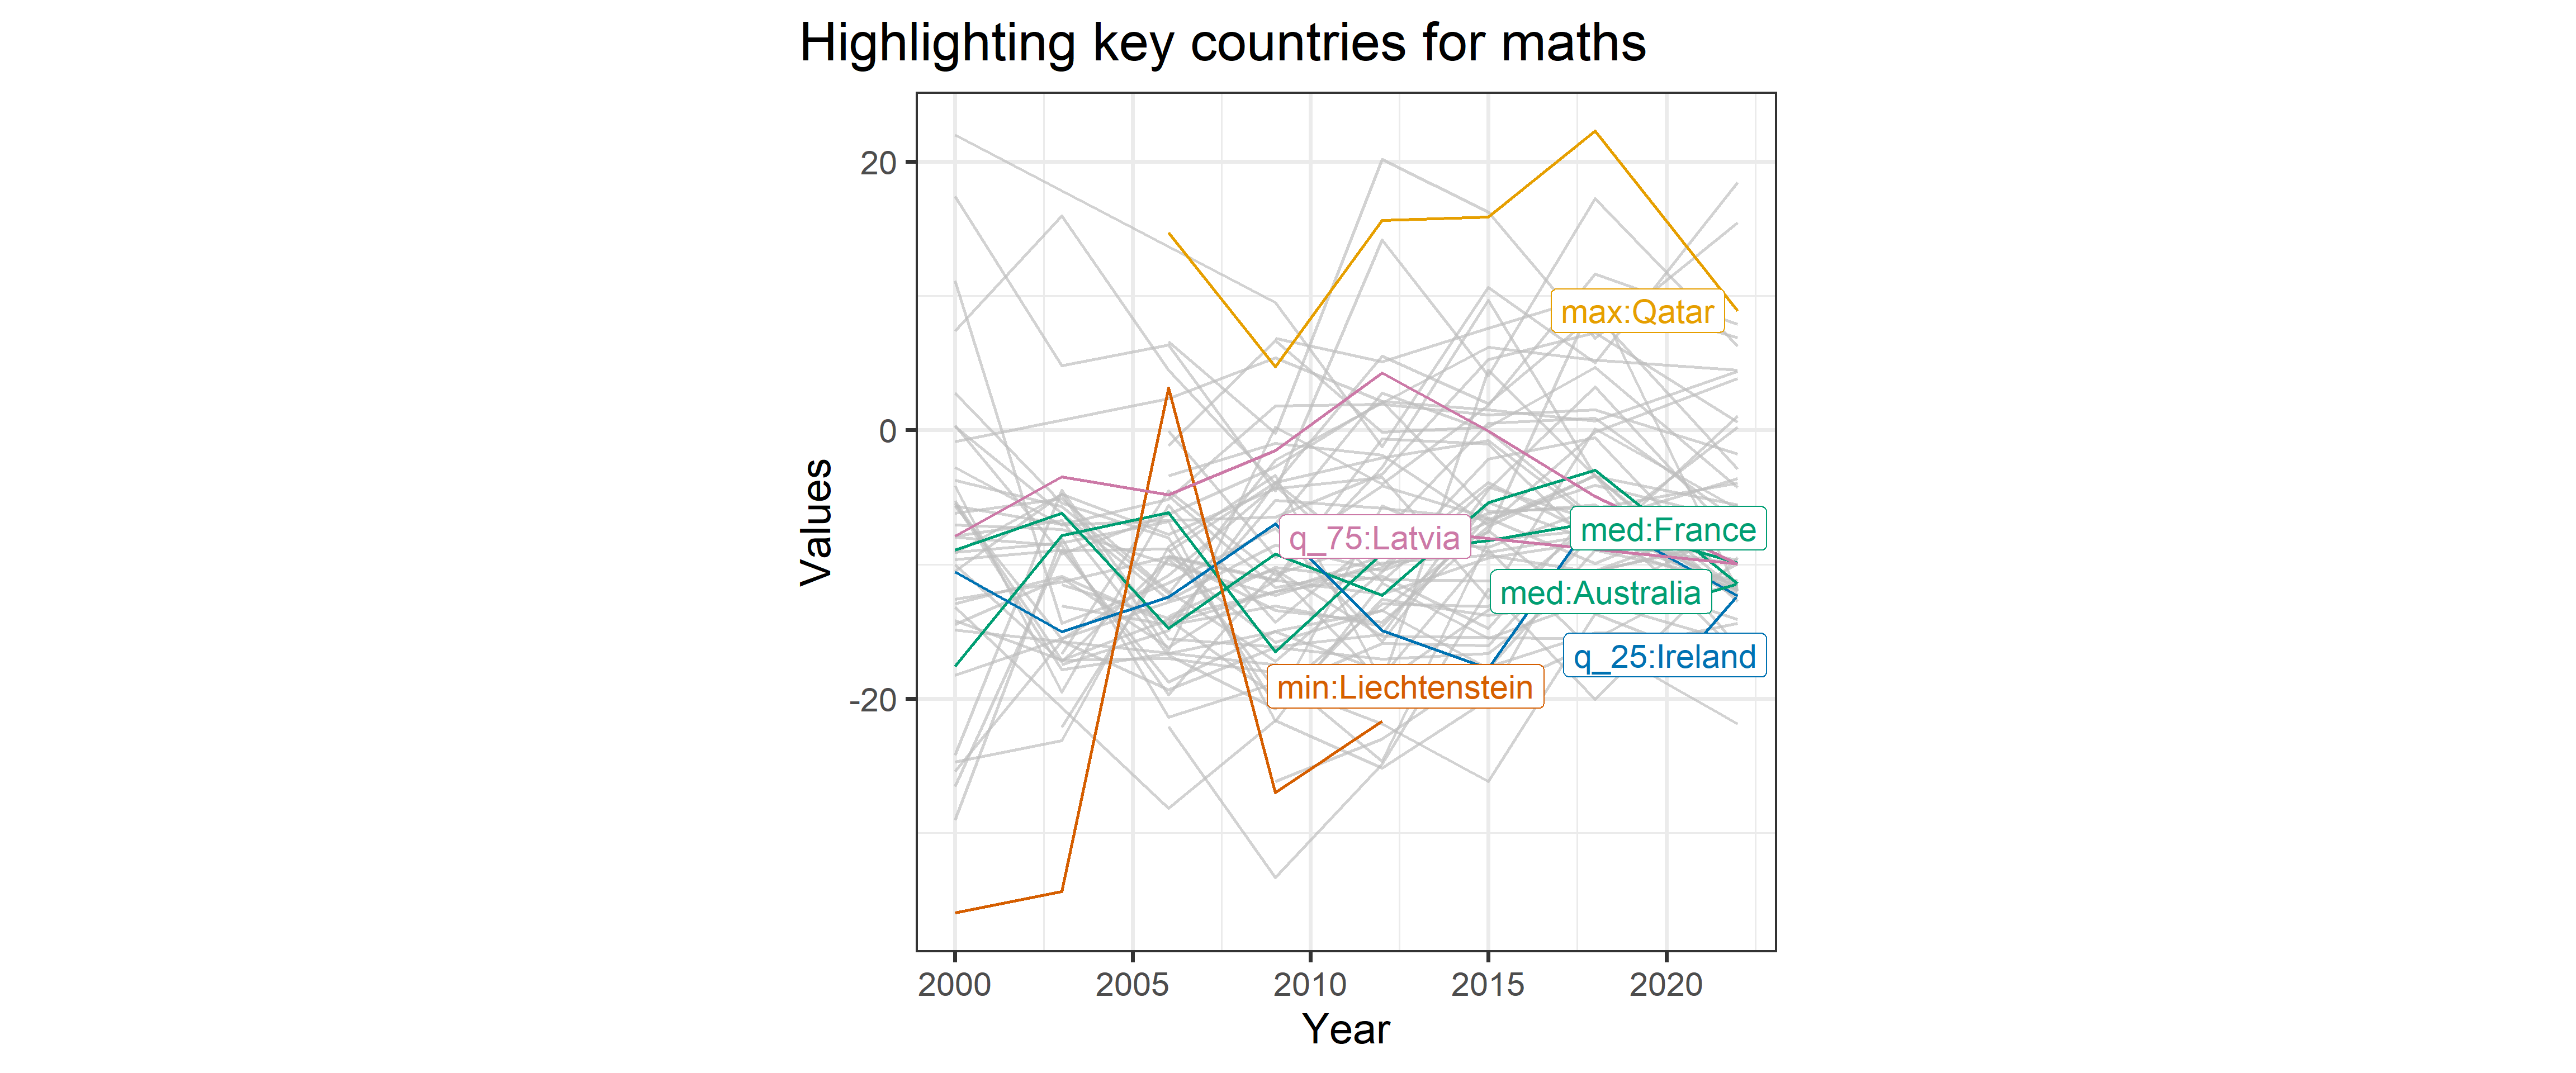 Highlighting key countries for maths
20
0
-20
Values
max:Qatar
q_75:Latvia
med:France
med:Australia
q_25:Ireland
min:Liechtenstein
2000 2005 2010 2015 2020
Year